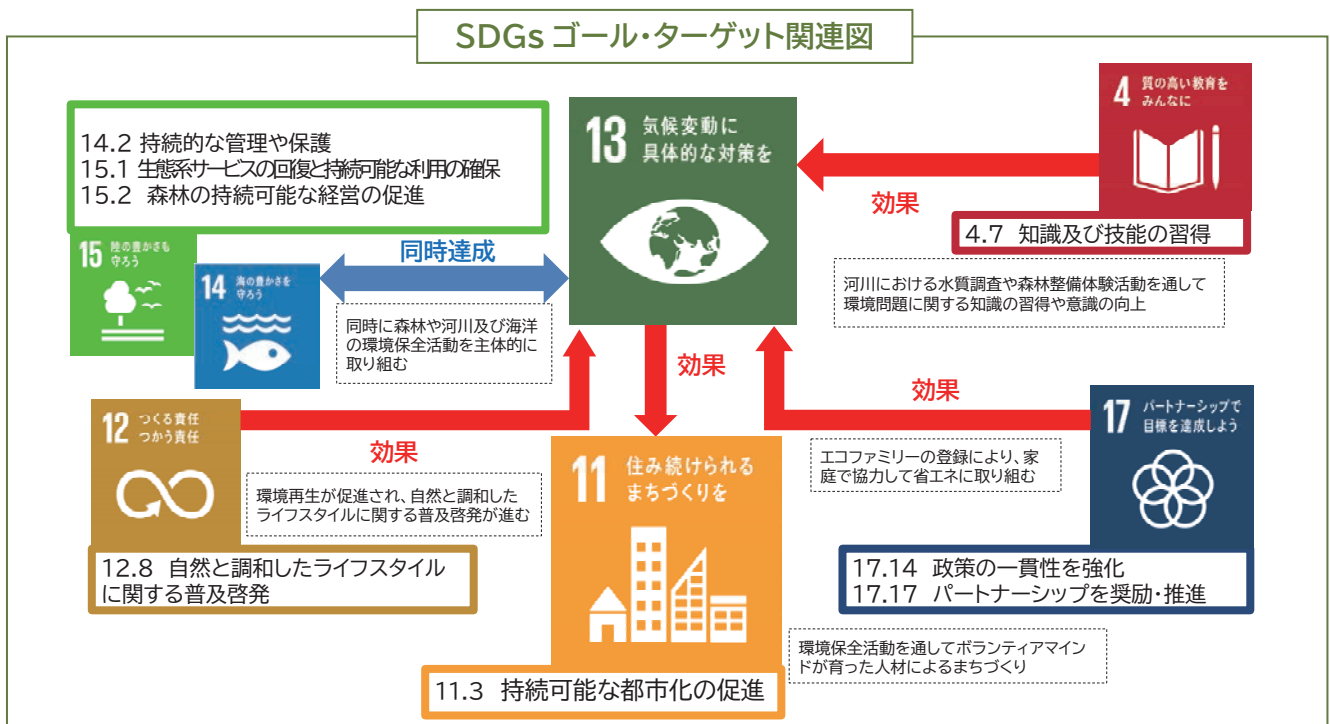 SDGs ゴール・ターゲット関連図
14.2 持続的な管理や保護
15.1 生態系サービスの回復と持続可能な利用の確保
15.2 森林の持続可能な経営の促進
15 陸の豊かさも
守ろう
14 海の豊かさを
守ろう
同時達成
同時に森林や河川及び海洋
の環境保全活動を主体的に
取り組む
13 気候変動に
具体的な対策を
4 質の高い教育を
みんなに
効果
4.7 知識及び技能の習得
河川における水質調査や森林整備体験活動を通して
環境問題に関する知識の習得や意識の向上
12 つくる責任
つかう責任
効果
環境再生が促進され、自然と調和した
ライフスタイルに関する普及啓発が進む
12.8 自然と調和したライフスタイル
に関する普及啓発
効果
11 住み続けられる
まちづくりを
11.3 持続可能な都市化の促進
効果
エコファミリーの登録により、家
庭で協力して省エネに取り組む
17 パートナーシップで
目標を達成しよう
17.14 政策の一貫性を強化
17.17 パートナーシップを奨励・推進
環境保全活動を通してボランティアマイン
ドが育った人材によるまちづくり